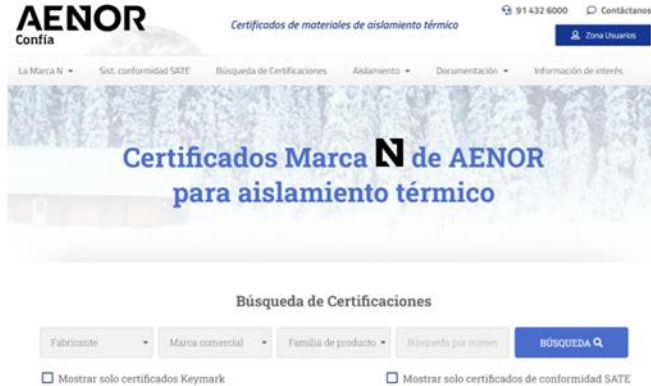 AENOR
Confía
Certificados de materiales de aislamiento térmico
91 432 6000 Contáctanos
Zona Usuarios
La Marca N Sist. conformidad SATE Búsqueda de Certificaciones Aislamiento Documentación Información de interés
Certificados Marca N de AENOR
para aislamiento térmico
Búsqueda de Certificaciones
Fabricante Marca comercial Familia de producto Búsqueda por númer BÚSQUEDA
Mostrar solo certificados Keymark Mostrar solo certificados de conformidad SATE